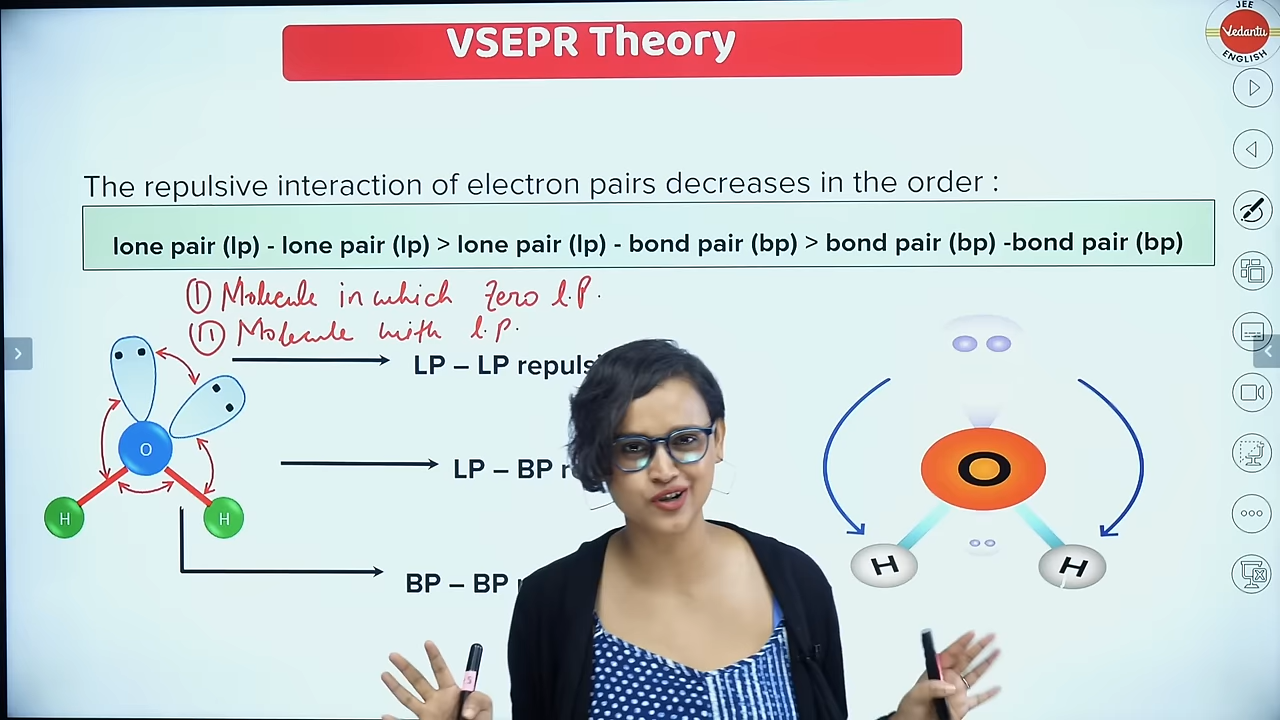 VSEPR Theory
JEE
Vedantu
ENGLISH
The repulsive interaction of electron pairs decreases in the order :
lone pair (lp) - lone pair (lp) > lone pair (lp) - bond pair (bp) > bond pair (bp) -bond pair (bp)
(I) Molecule in which Zero l.P.
(II) Molecule with l.p.
LP – LP repuls
LP – BP r
BP – BP
O
H
H
O
H
H